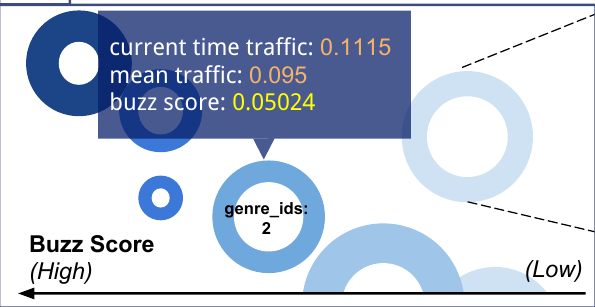 current time traffic: 0.1115
mean traffic: 0.095
buzz score: 0.05024
genre_ids:
2
Buzz Score
(High)
(Low)